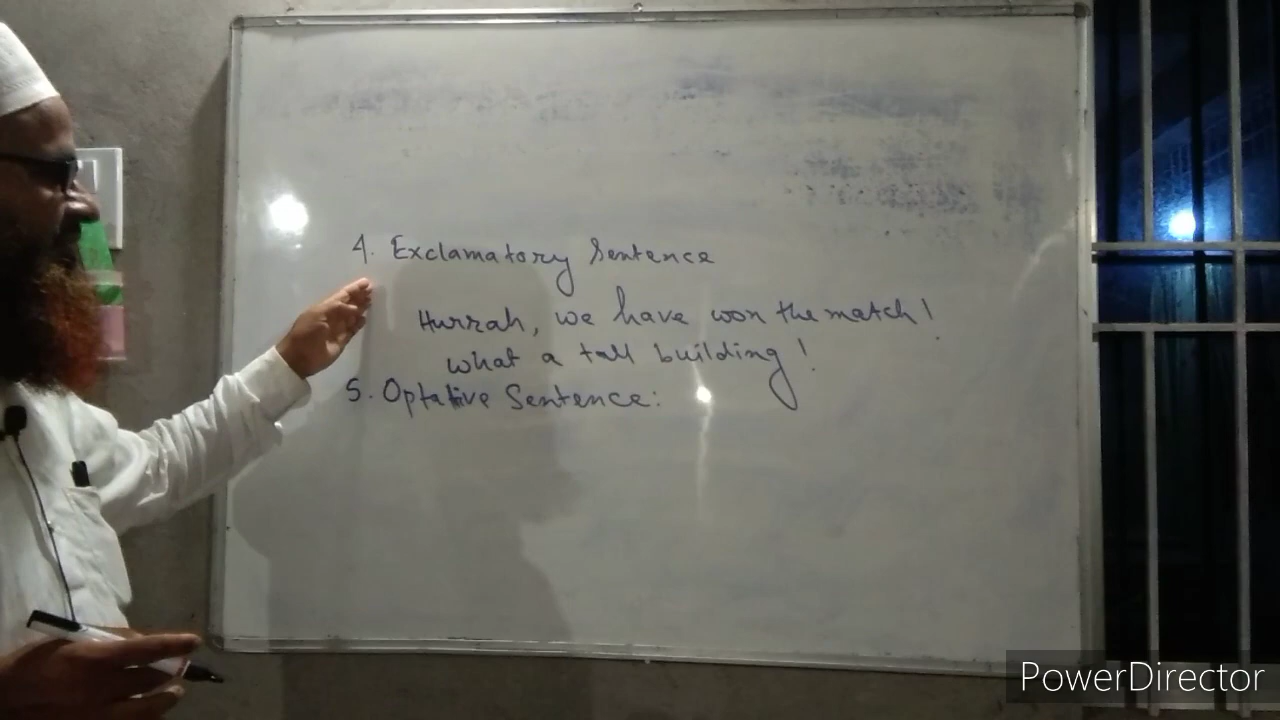 4. Exclamatory Sentence
Hurrah, we have won the match!
What a tall building!
5. Optative Sentence:
PowerDirector